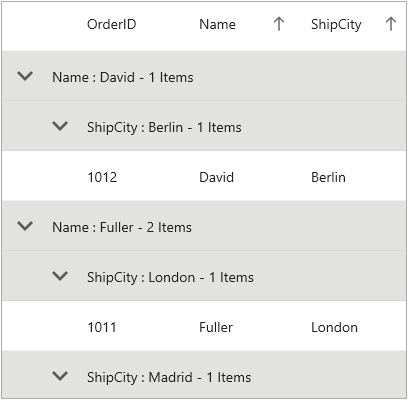 OrderID Name ShipCity
Name : David - 1 Items
ShipCity : Berlin - 1 Items
1012 David Berlin
Name : Fuller - 2 Items
ShipCity : London - 1 Items
1011 Fuller London
ShipCity : Madrid - 1 Items